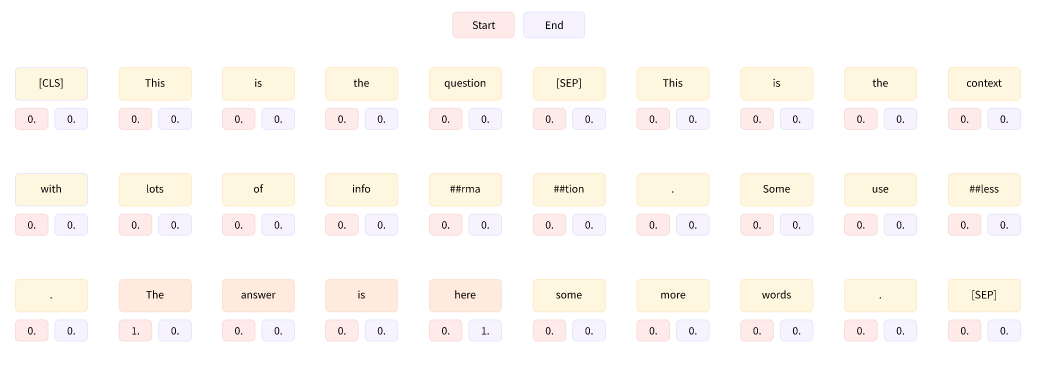 Start End
[CLS] This is the question [SEP] This is the context
0. 0. 0. 0. 0. 0. 0. 0. 0. 0. 0. 0. 0. 0. 0. 0. 0. 0. 0. 0.
with lots of info ##rma ##tion . Some use ##less
0. 0. 0. 0. 0. 0. 0. 0. 0. 0. 0. 0. 0. 0. 0. 0. 0. 0. 0. 0.
. The answer is here some more words . [SEP]
0. 0. 1. 0. 0. 0. 0. 0. 0. 1. 0. 0. 0. 0. 0. 0. 0. 0. 0. 0.